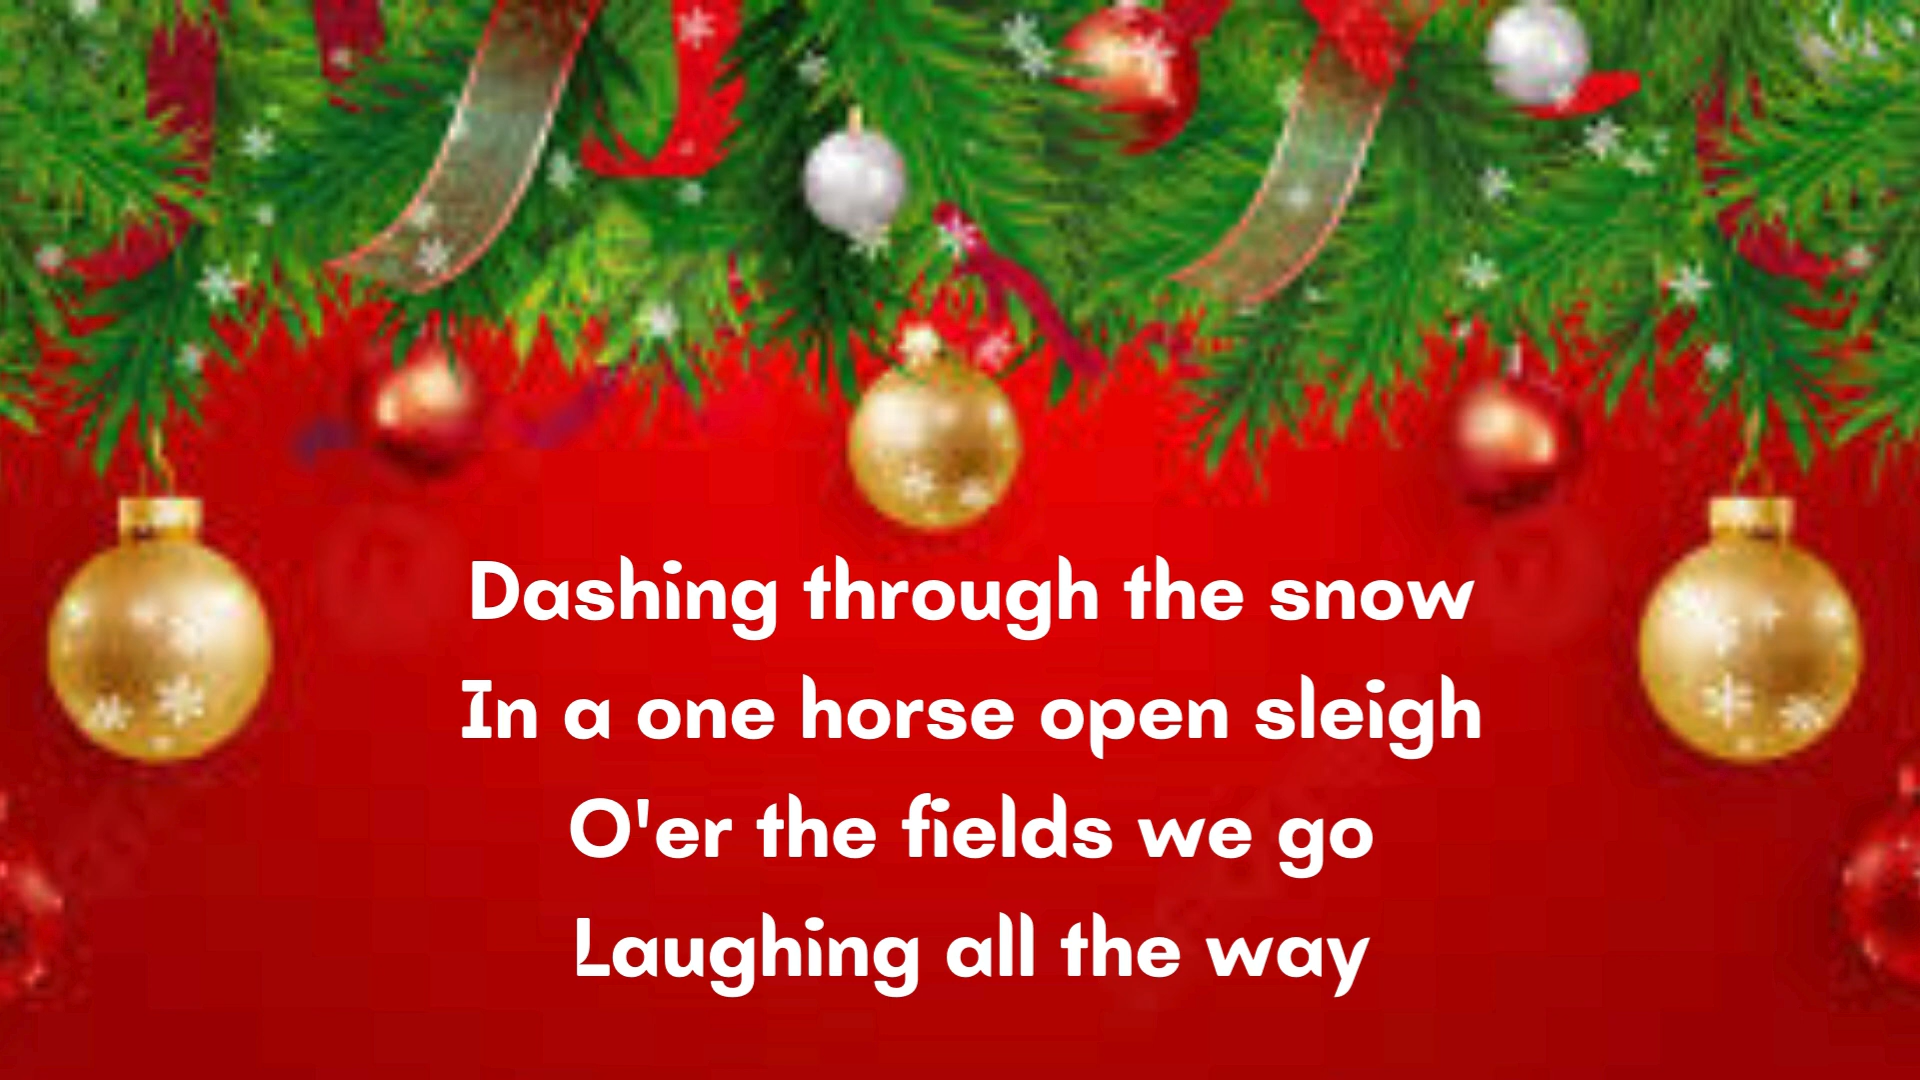 Dashing through the snow
In a one horse open sleigh
O'er the fields we go
Laughing all the way